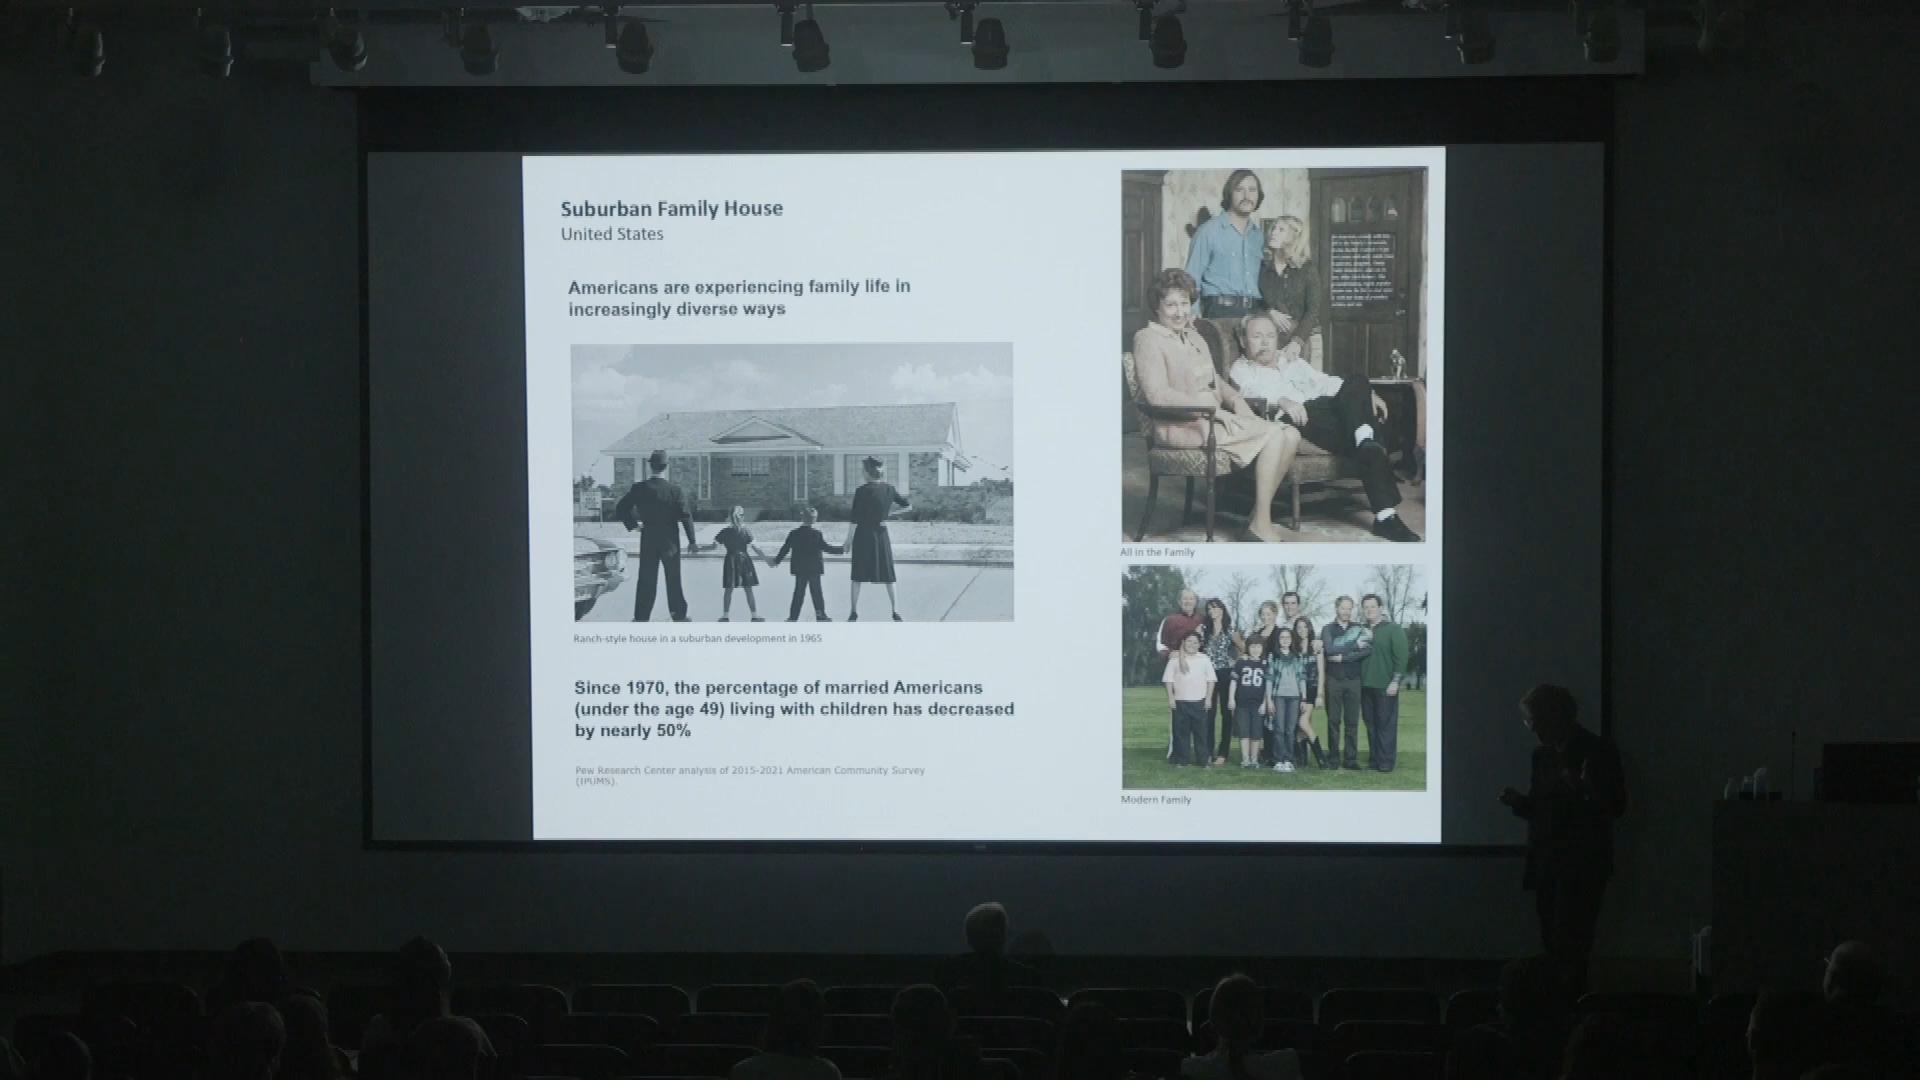 Suburban Family House
United States
Americans are experiencing family life in
increasingly diverse ways
Ranch-style house in a suburban development in 1965
Since 1970, the percentage of married Americans
(under the age 49) living with children has decreased
by nearly 50%
Pew Research Center analysis of 2015-2021 American Community Survey
(IPUMS).
All in the Family
26
Modern Family